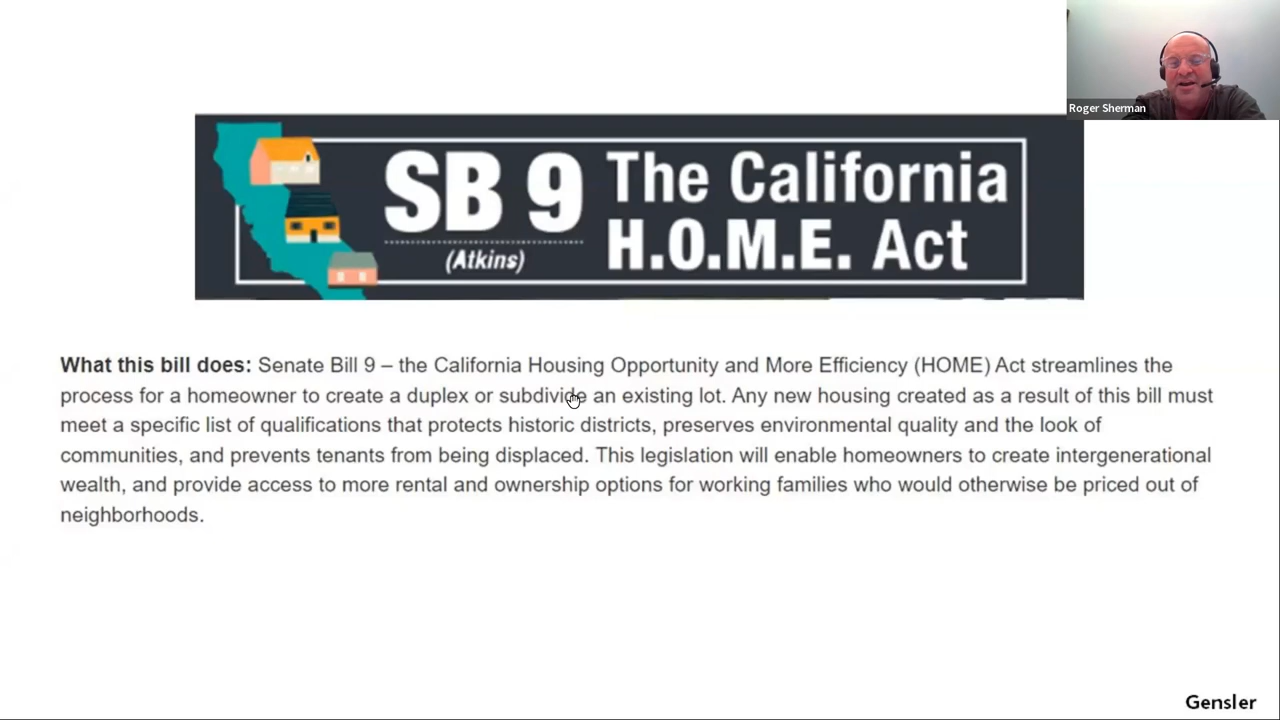 Roger Sherman
SB 9
(Atkins)
The California
H.O.M.E. Act
What this bill does: Senate Bill 9 – the California Housing Opportunity and More Efficiency (HOME) Act streamlines the
process for a homeowner to create a duplex or subdivide an existing lot. Any new housing created as a result of this bill must
meet a specific list of qualifications that protects historic districts, preserves environmental quality and the look of
communities, and prevents tenants from being displaced. This legislation will enable homeowners to create intergenerational
wealth, and provide access to more rental and ownership options for working families who would otherwise be priced out of
neighborhoods.
Gensler